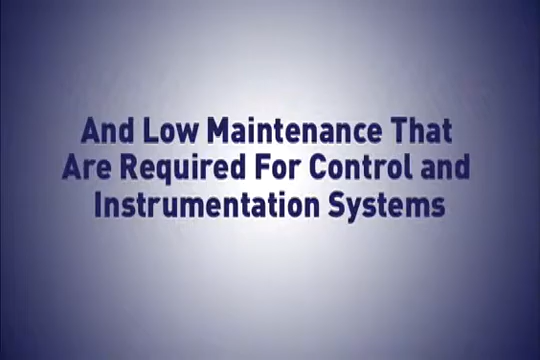 And Low Maintenance That
Are Required For Control and
Instrumentation Systems